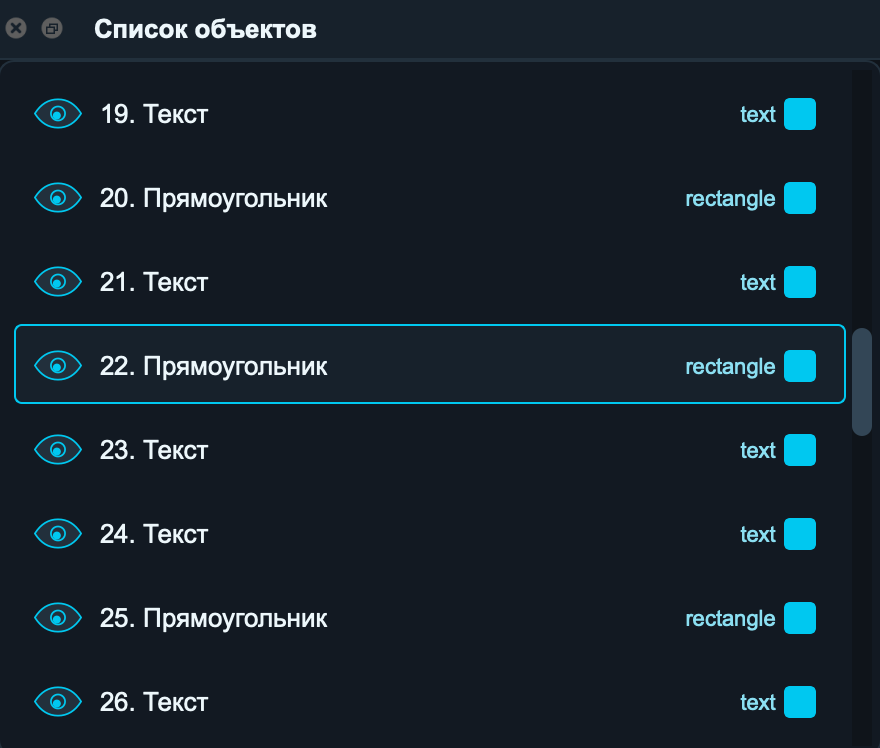 Список объектов
19. Текст text
20. Прямоугольник rectangle
21. Текст text
22. Прямоугольник rectangle
23. Текст text
24. Текст text
25. Прямоугольник rectangle
26. Текст text